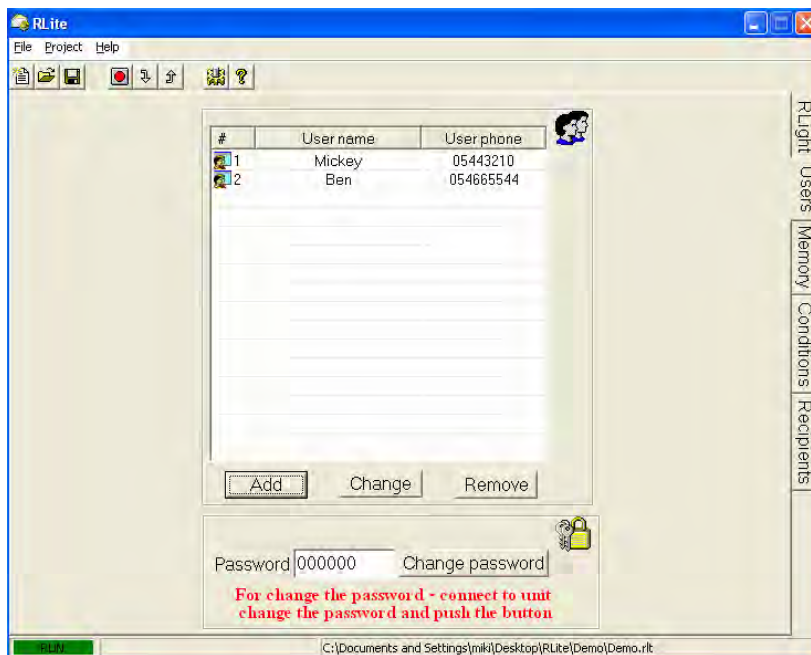 RLite
File Project Help
# User name User phone
1 Mickey 05443210
2 Ben 054665544
Add Change Remove
Password 000000 Change password
For change the password - connect to unit
change the password and push the button
RLight
Users
Memory
Conditions
Recipients
RUN C:\Documents and Settings\miki\Desktop\RLite\Demo\Demo.rlt